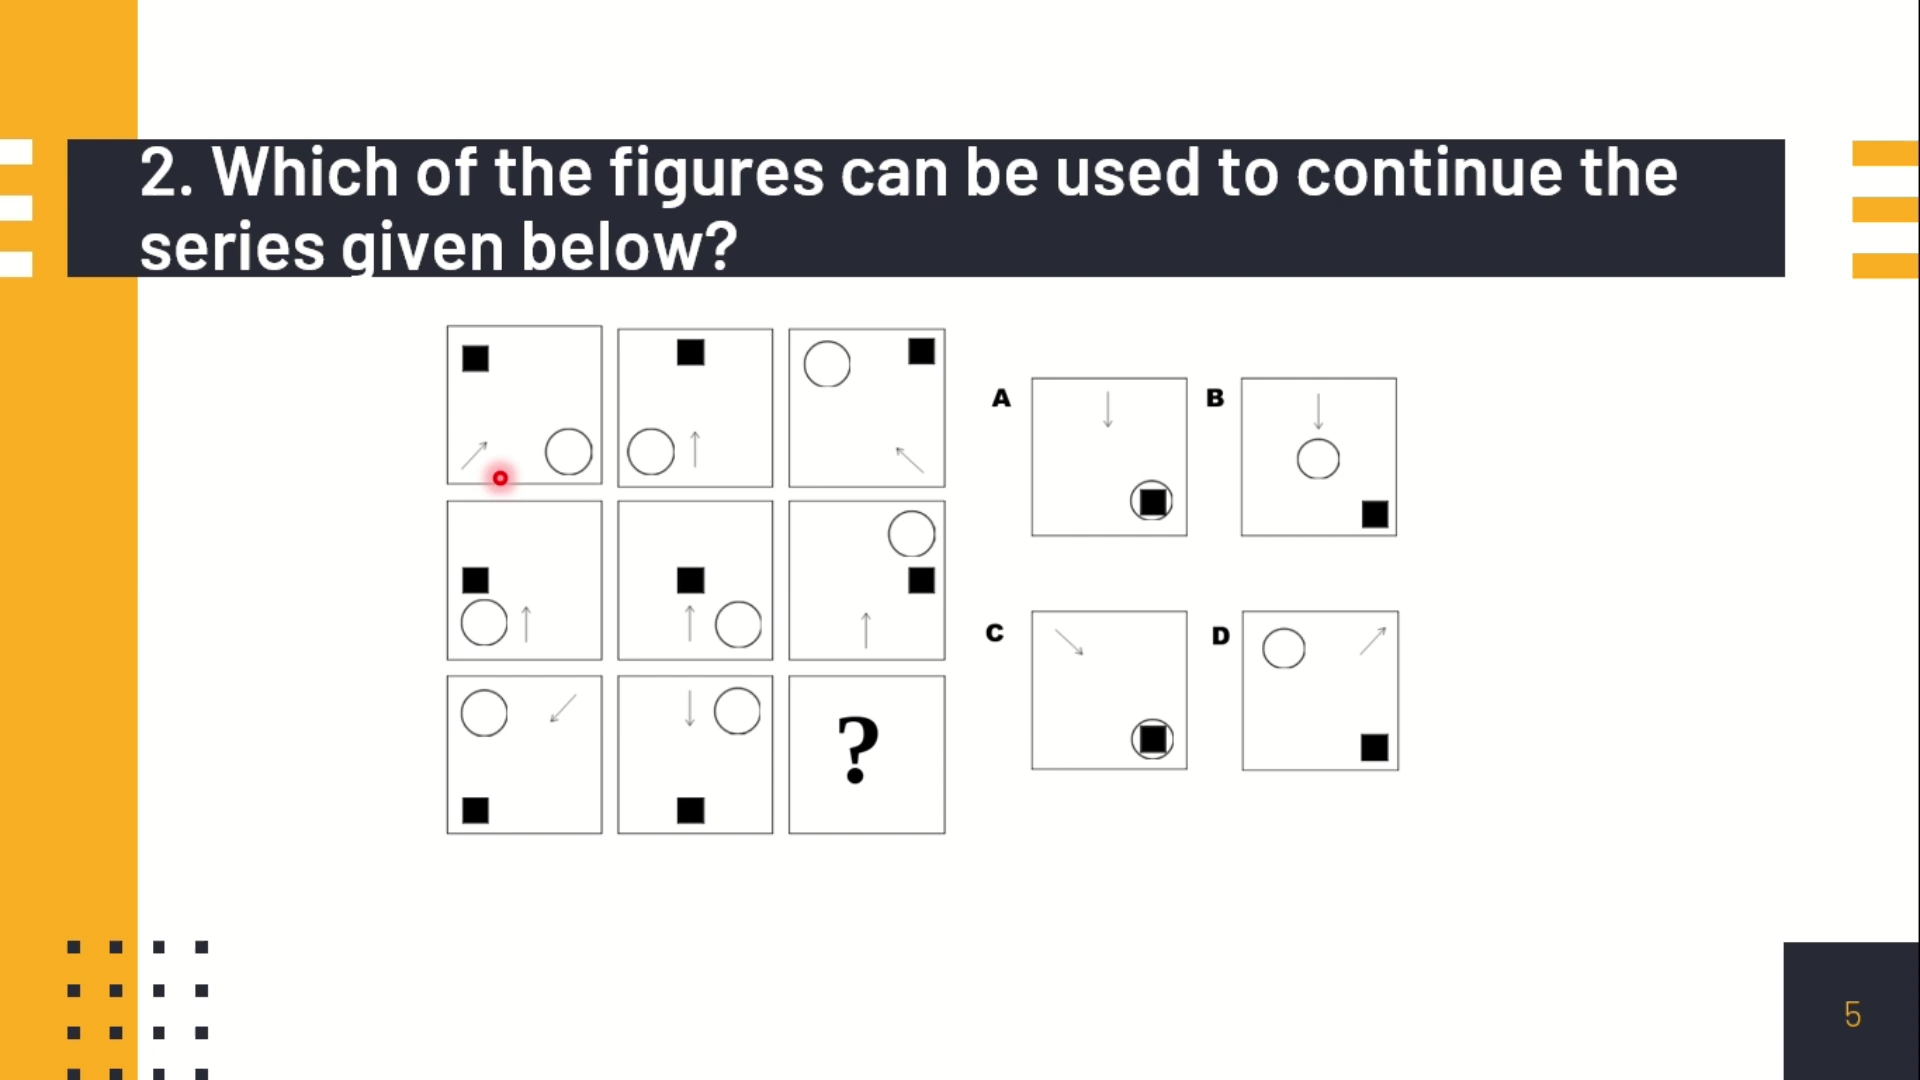 2. Which of the figures can be used to continue the
series given below?
A
B
C
D
?
5